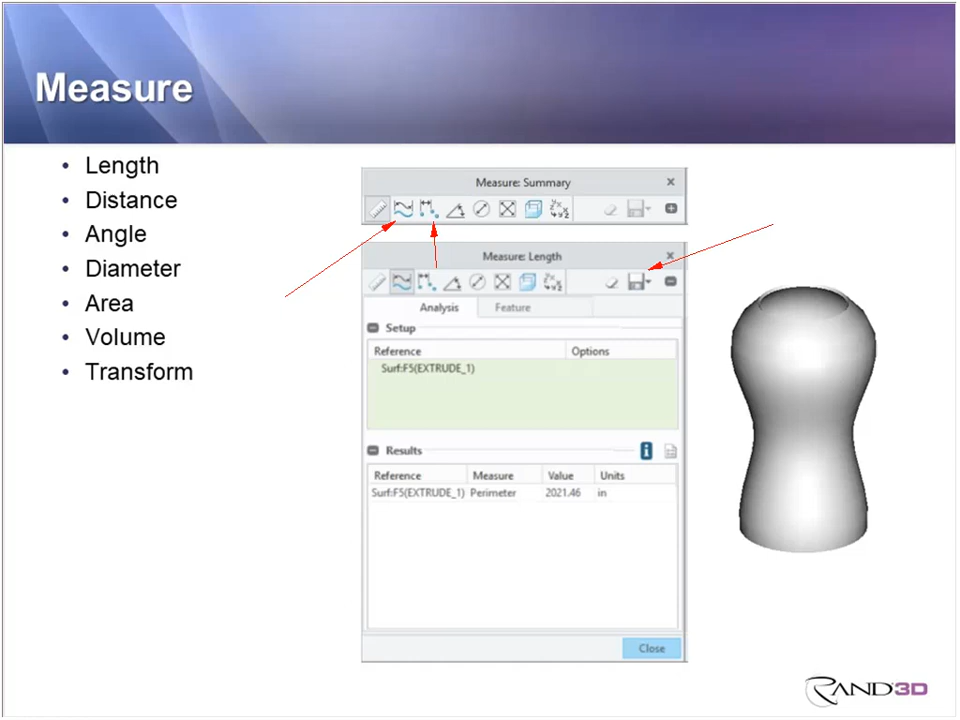 Measure
• Length
• Distance
• Angle
• Diameter
• Area
• Volume
• Transform
Measure: Summary
Measure: Length
Analysis Feature
Setup
Reference Options
Surf:F5(EXTRUDE_1)
Results
Reference Measure Value Units
Surf:F5(EXTRUDE_1) Perimeter 2021.46 in
Close
RAND3D